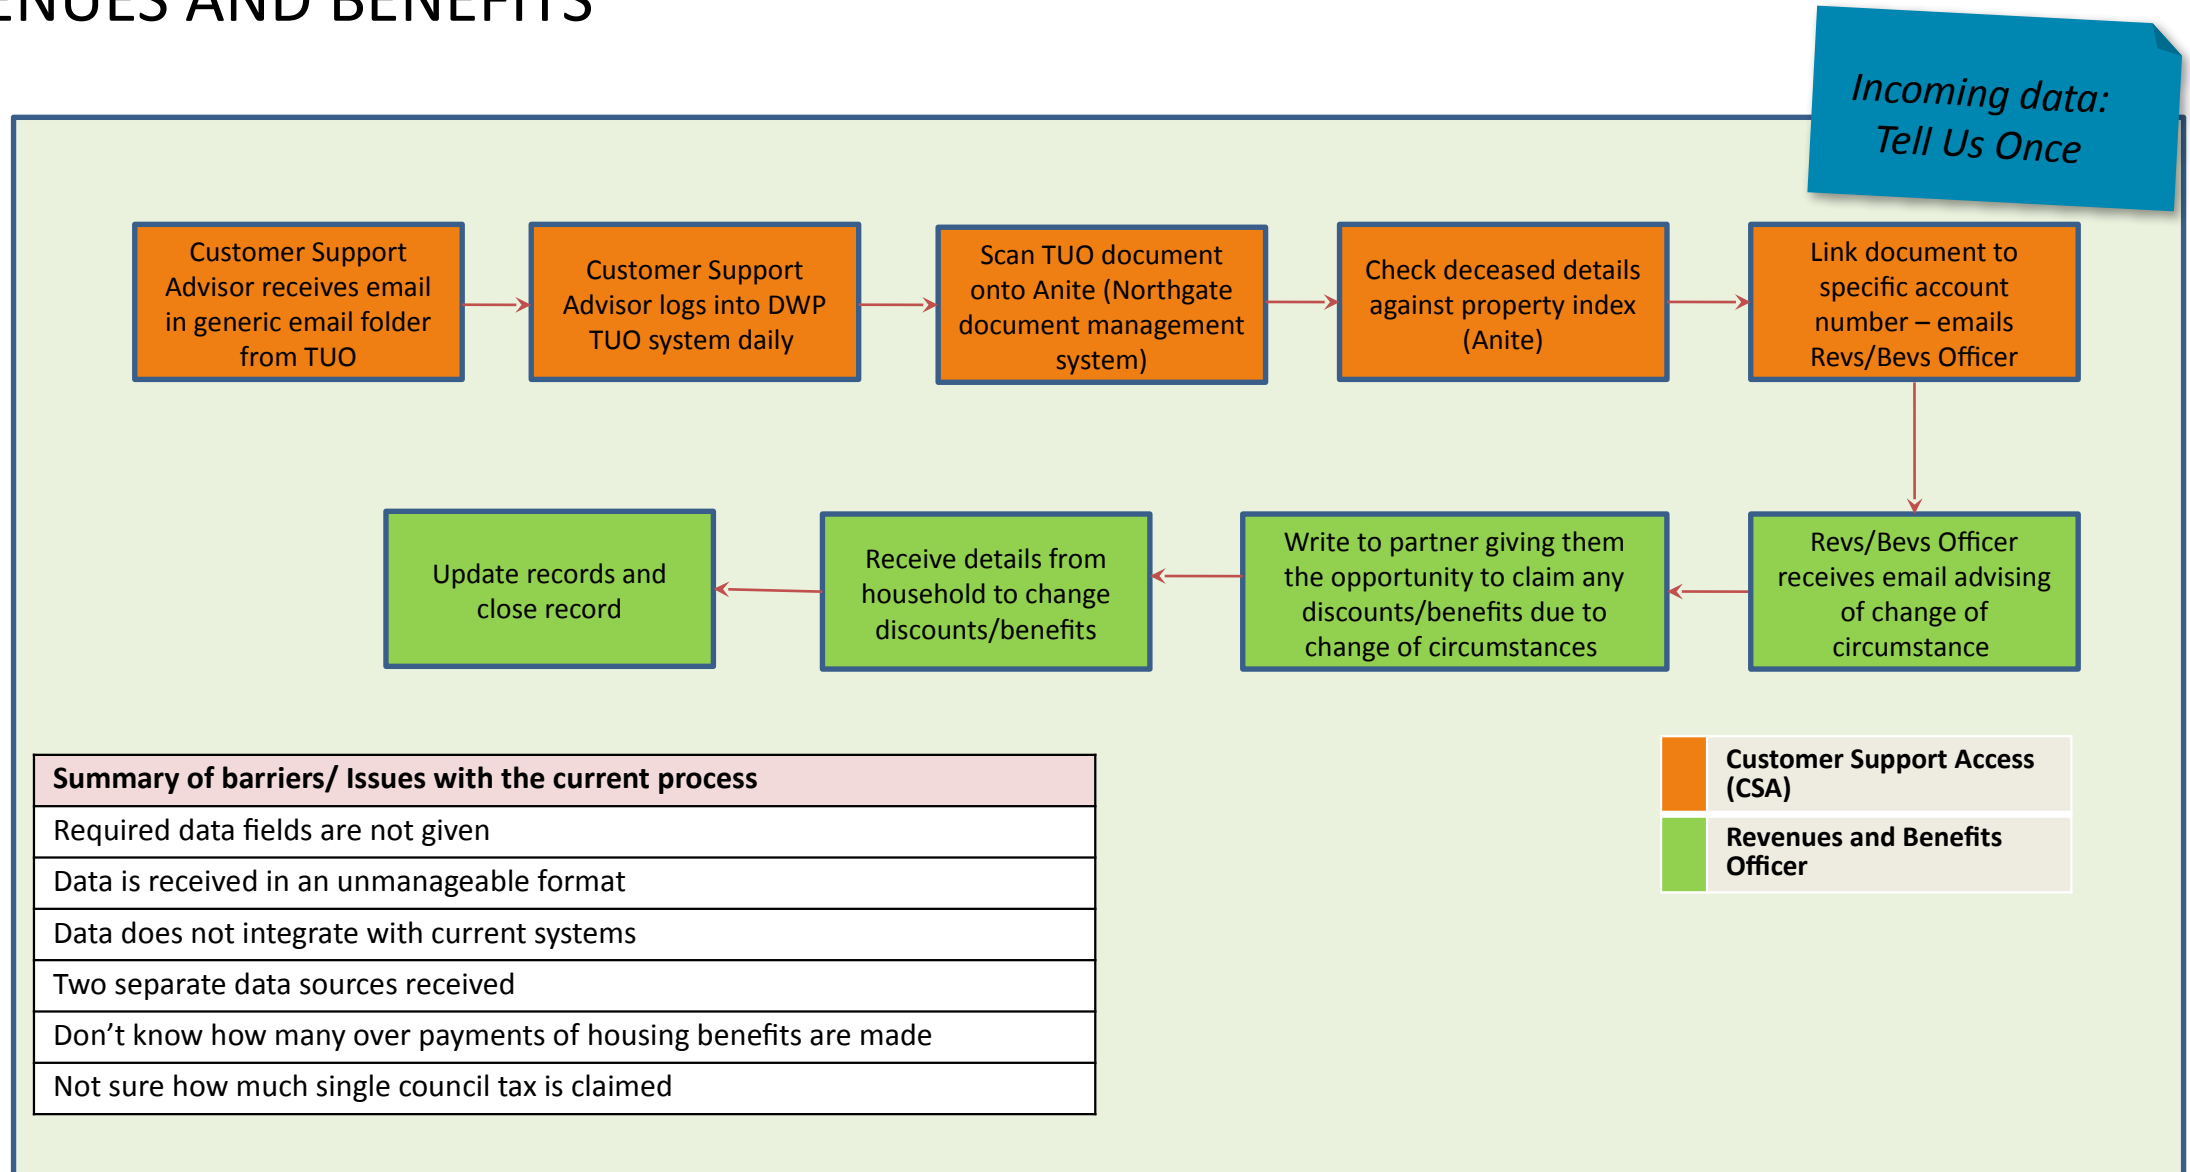 ENUES AND BENEFITS
Incoming data:
Tell Us Once
Customer Support
Advisor receives email
in generic email folder
from TUO
Customer Support
Advisor logs into DWP
TUO system daily
Scan TUO document
onto Anite (Northgate
document management
system)
Check deceased details
against property index
(Anite)
Link document to
specific account
number – emails
Revs/Bevs Officer
Update records and
close record
Receive details from
household to change
discounts/benefits
Write to partner giving them
the opportunity to claim any
discounts/benefits due to
change of circumstances
Revs/Bevs Officer
receives email advising
of change of
circumstance
Summary of barriers/ Issues with the current process
Required data fields are not given
Data is received in an unmanageable format
Data does not integrate with current systems
Two separate data sources received
Don’t know how many over payments of housing benefits are made
Not sure how much single council tax is claimed
Customer Support Access
(CSA)
Revenues and Benefits
Officer